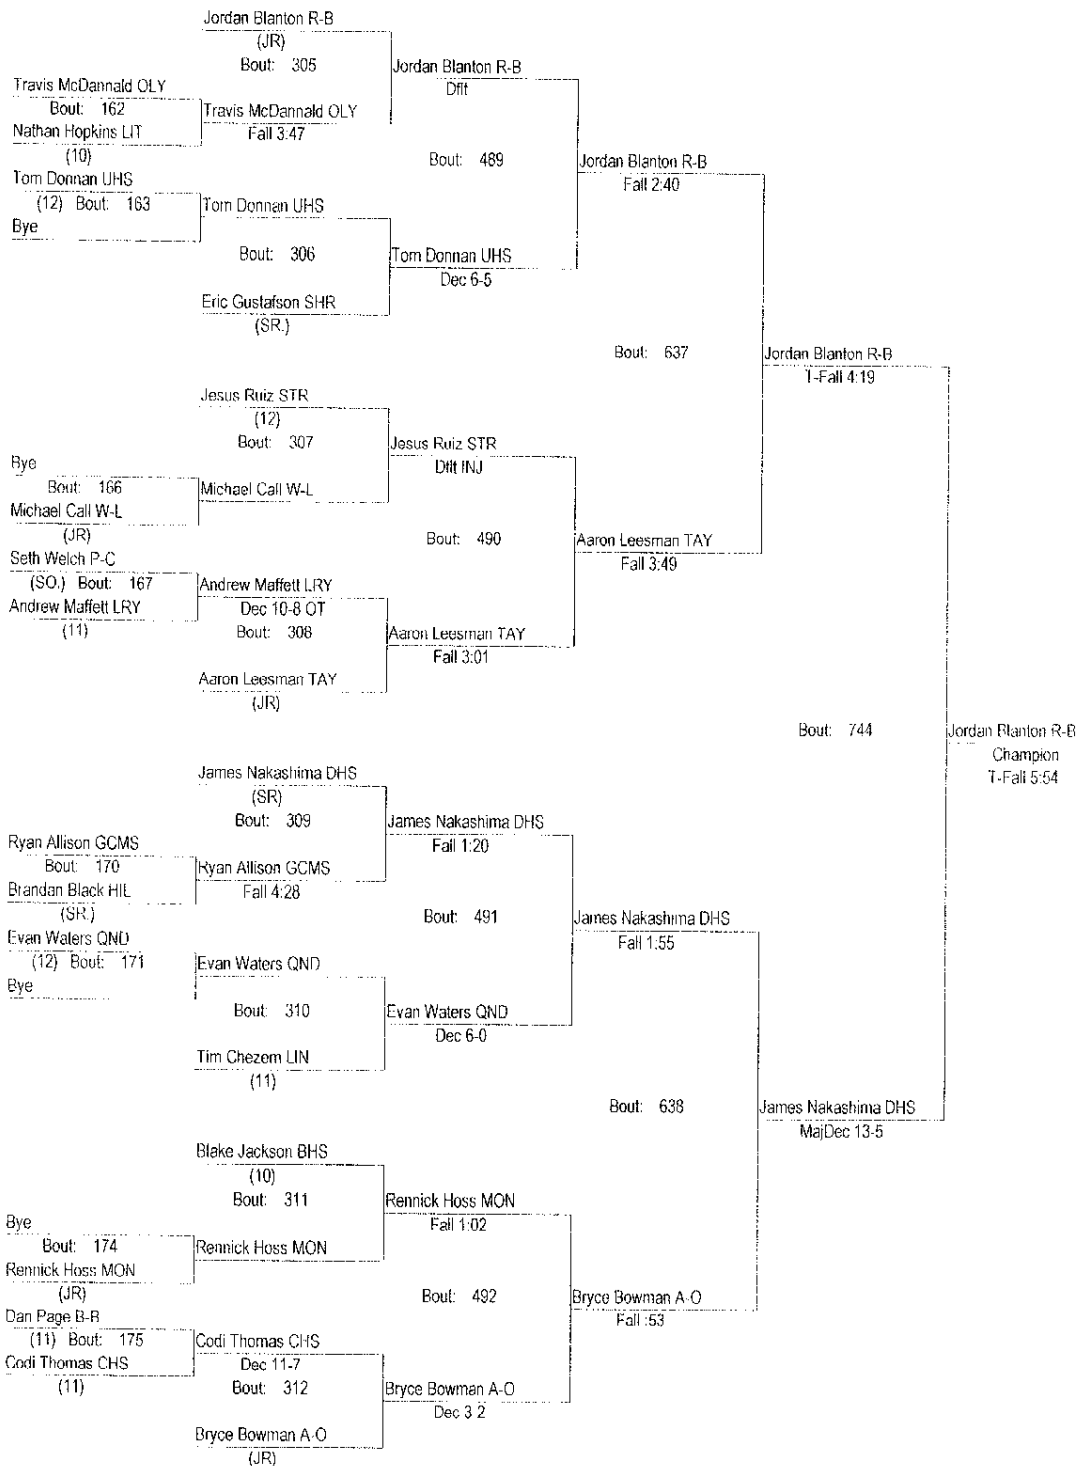 Jordan Blanton R-B
(JR)
Bout: 305
Jordan Blanton R-B
Dflt
Travis McDannald OLY
Bout: 162
Travis McDannald OLY
Fall 3:47
Nathan Hopkins LIT
(10)
Bout: 489
Jordan Blanton R-B
Fall 2:40
Tom Donnan UHS
(12) Bout: 163
Tom Donnan UHS
Bye
Bout: 306
Tom Donnan UHS
Dec 6-5
Eric Gustafson SHR
(SR.)
Bout: 637
Jordan Blanton R-B
T-Fall 4:19
Jesus Ruiz STR
(12)
Bout: 307
Jesus Ruiz STR
Dflt INJ
Bye
Bout: 166
Michael Call W-L
Michael Call W-L
(JR)
Bout: 490
Aaron Leesman TAY
Fall 3:49
Seth Welch P-C
(SO.) Bout: 167
Andrew Maffett LRY
Dec 10-8 OT
Andrew Maffett LRY
(11)
Bout: 308
Aaron Leesman TAY
Fall 3:01
Aaron Leesman TAY
(JR)
Bout: 744
Jordan Blanton R-B
Champion
T-Fall 5:54
James Nakashima DHS
(SR)
Bout: 309
James Nakashima DHS
Fall 1:20
Ryan Allison GCMS
Bout: 170
Ryan Allison GCMS
Fall 4:28
Brandan Black HIL
(SR.)
Bout: 491
James Nakashima DHS
Fall 1:55
Evan Waters QND
(12) Bout: 171
Evan Waters QND
Bye
Bout: 310
Evan Waters QND
Dec 6-0
Tim Chezem LIN
(11)
Bout: 638
James Nakashima DHS
MajDec 13-5
Blake Jackson BHS
(10)
Bout: 311
Rennick Hoss MON
Fall 1:02
Bye
Bout: 174
Rennick Hoss MON
Rennick Hoss MON
(JR)
Bout: 492
Bryce Bowman A-O
Fall :53
Dan Page B-R
(11) Bout: 175
Codi Thomas CHS
Dec 11-7
Codi Thomas CHS
(11)
Bout: 312
Bryce Bowman A-O
Dec 3 2
Bryce Bowman A-O
(JR)